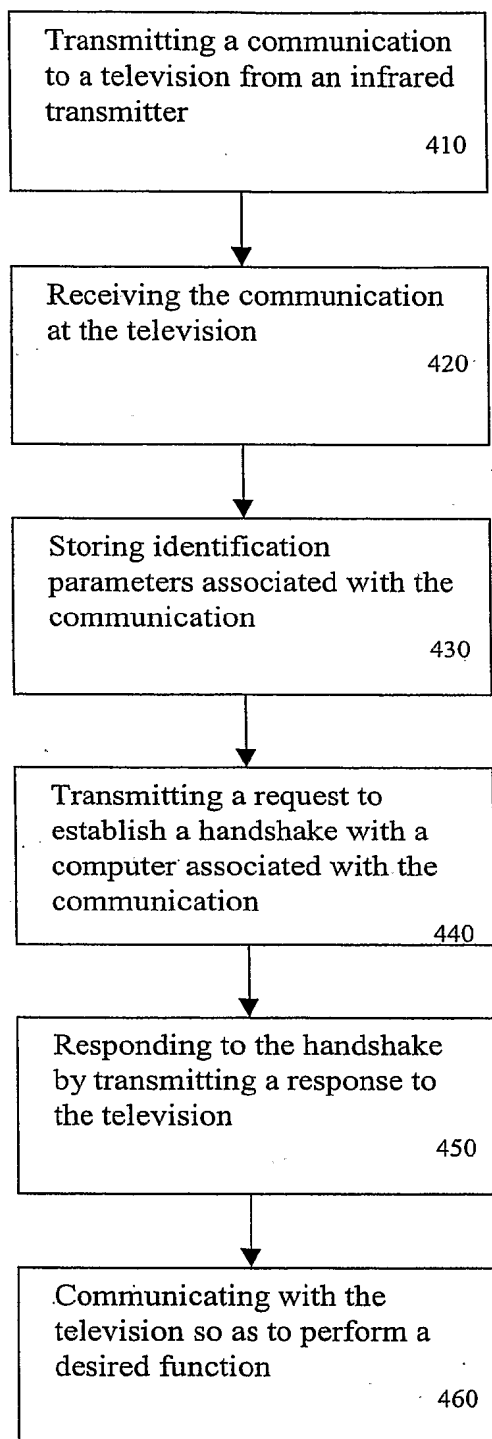 Transmitting a communication
to a television from an infrared
transmitter
410
Receiving the communication
at the television
420
Storing identification
parameters associated with the
communication
430
Transmitting a request to
establish a handshake with a
computer associated with the
communication
440
Responding to the handshake
by transmitting a response to
the television
450
Communicating with the
television so as to perform a
desired function
460